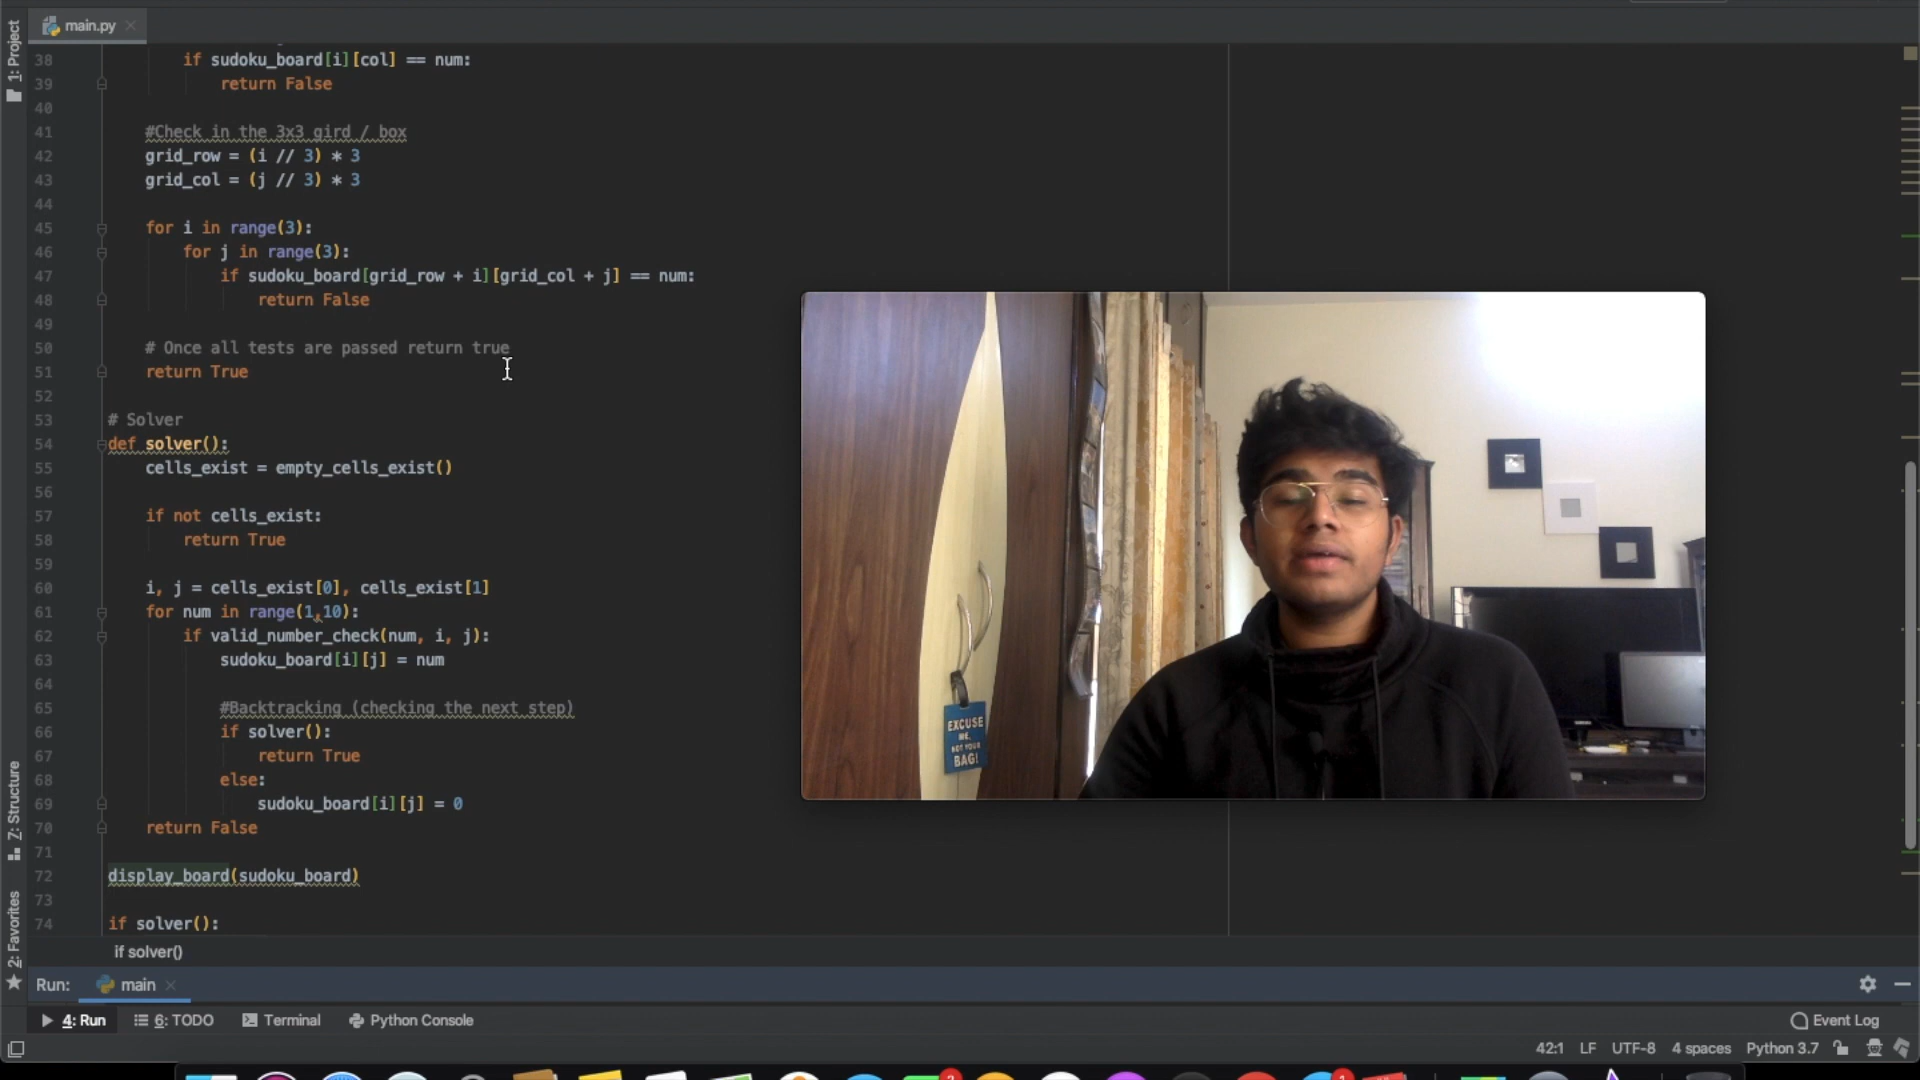 main.py
1: Project
38 if sudoku_board[i][col] == num:
39 return False
40
41 #Check in the 3x3 gird / box
42 grid_row = (i // 3) * 3
43 grid_col = (j // 3) * 3
44
45 for i in range(3):
46 for j in range(3):
47 if sudoku_board[grid_row + i][grid_col + j] == num:
48 return False
49
50 # Once all tests are passed return true
51 return True
52
53 # Solver
54 def solver():
55 cells_exist = empty_cells_exist()
56
57 if not cells_exist:
58 return True
59
60 i, j = cells_exist[0], cells_exist[1]
61 for num in range(1,10):
62 if valid_number_check(num, i, j):
63 sudoku_board[i][j] = num
64
65 #Backtracking (checking the next step)
66 if solver():
67 return True
68 else:
69 sudoku_board[i][j] = 0
70 return False
71
72 display_board(sudoku_board)
73
74 if solver():
if solver()
EXCUSE
ME,
NOT YOUR
BAG!
Z: Structure
2: Favorites
Run: main
4: Run 6: TODO Terminal Python Console Event Log
42:1 LF UTF-8 4 spaces Python 3.7